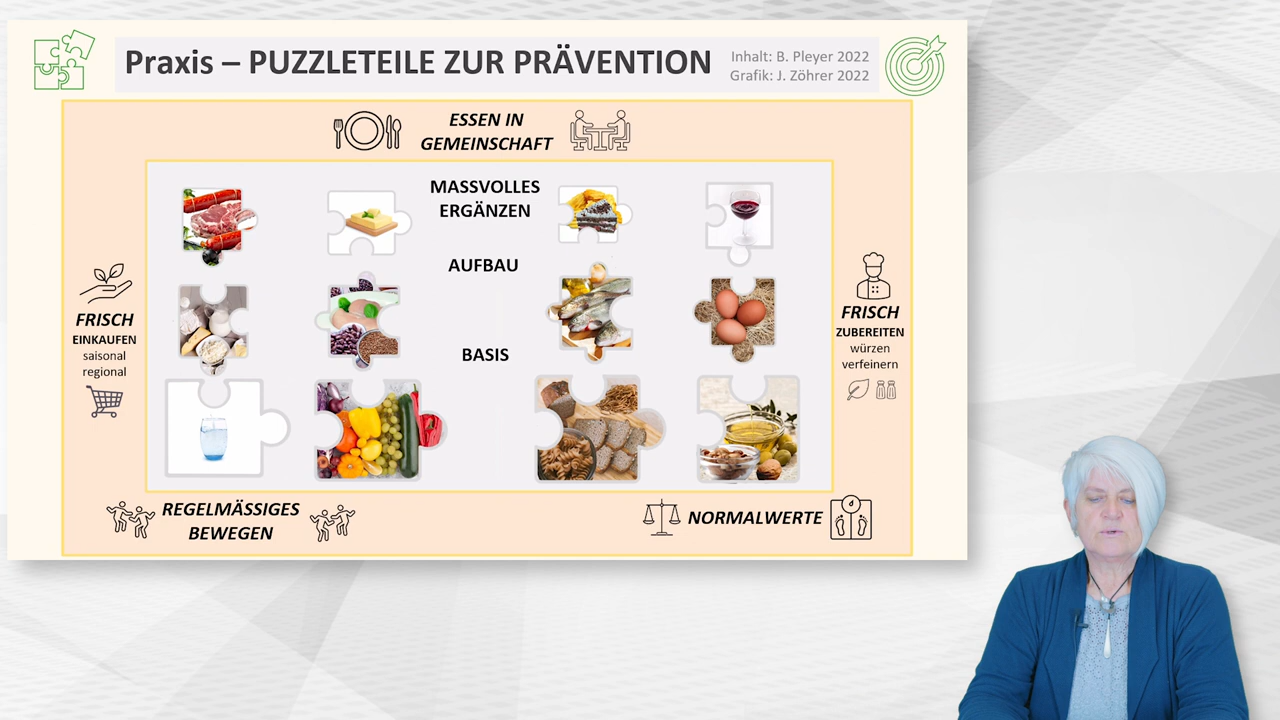 Praxis – PUZZLETEILE ZUR PRÄVENTION
Inhalt: B. Pleyer 2022
Grafik: J. Zöhrer 2022
ESSEN IN
GEMEINSCHAFT
MASSVOLLES
ERGÄNZEN
AUFBAU
BASIS
FRISCH
EINKAUFEN
saisonal
regional
FRISCH
ZUBEREITEN
würzen
verfeinern
REGELMÄSSIGES
BEWEGEN
NORMALWERTE